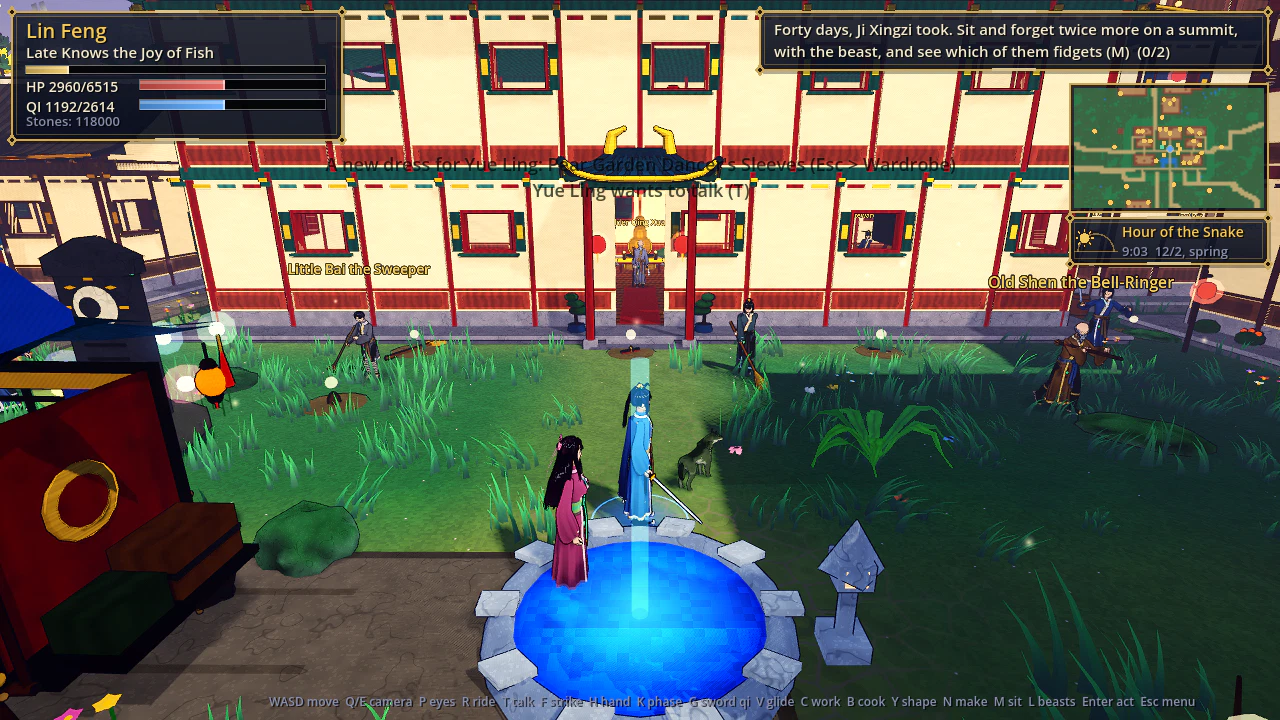 Lin Feng
Late Knows the Joy of Fish
HP 2960/6515
QI 1192/2614
Stones: 118000
Forty days, Ji Xingzi took. Sit and forget twice more on a summit,
with the beast, and see which of them fidgets (M) (0/2)
A new dress for Yue Ling: Pear Garden Dancer's Sleeves (Esc > Wardrobe)
Yue Ling wants to talk (T)
Hour of the Snake
9:03 12/2, spring
Little Bai the Sweeper
Old Shen the Bell-Ringer
WASD move Q/E camera P eyes R ride T talk F strike H hand K phase G sword qi V glide C work B cook Y shape N make M sit L beasts Enter act Esc menu